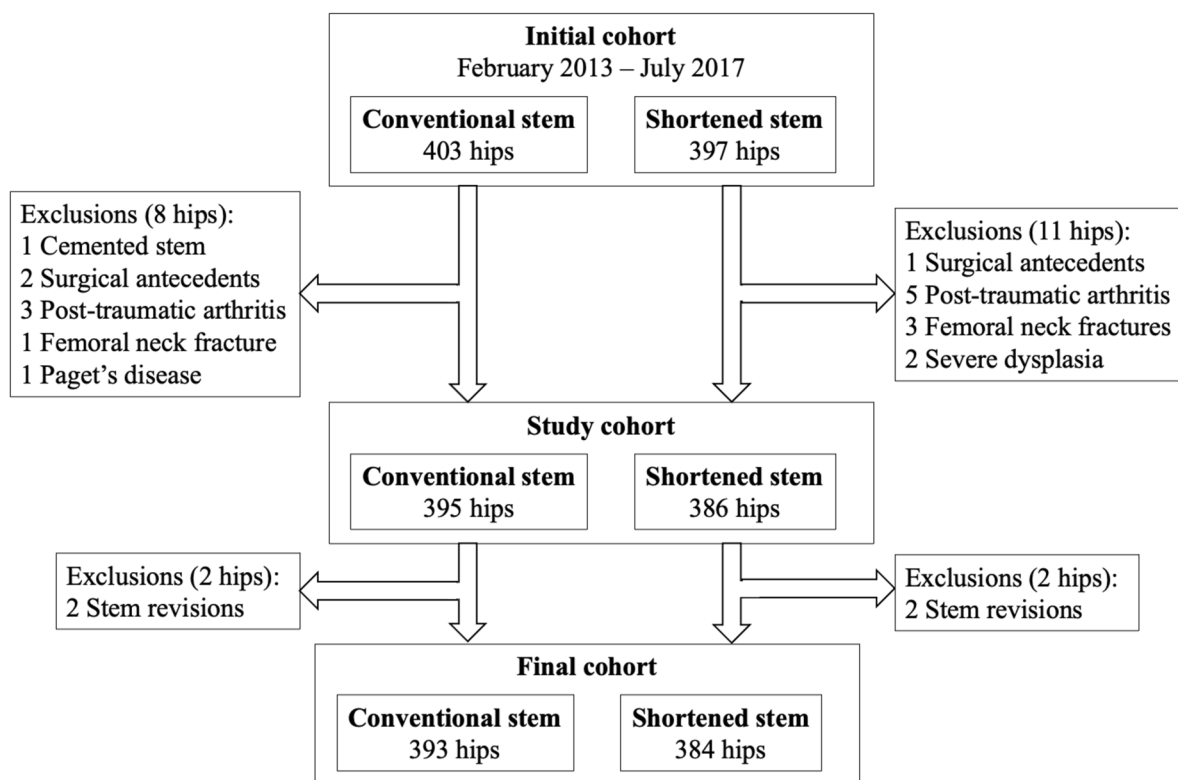 Initial cohort
February 2013 – July 2017
Conventional stem
403 hips
Shortened stem
397 hips
Exclusions (8 hips):
1 Cemented stem
2 Surgical antecedents
3 Post-traumatic arthritis
1 Femoral neck fracture
1 Paget’s disease
Exclusions (11 hips):
1 Surgical antecedents
5 Post-traumatic arthritis
3 Femoral neck fractures
2 Severe dysplasia
Study cohort
Conventional stem
395 hips
Shortened stem
386 hips
Exclusions (2 hips):
2 Stem revisions
Exclusions (2 hips):
2 Stem revisions
Final cohort
Conventional stem
393 hips
Shortened stem
384 hips